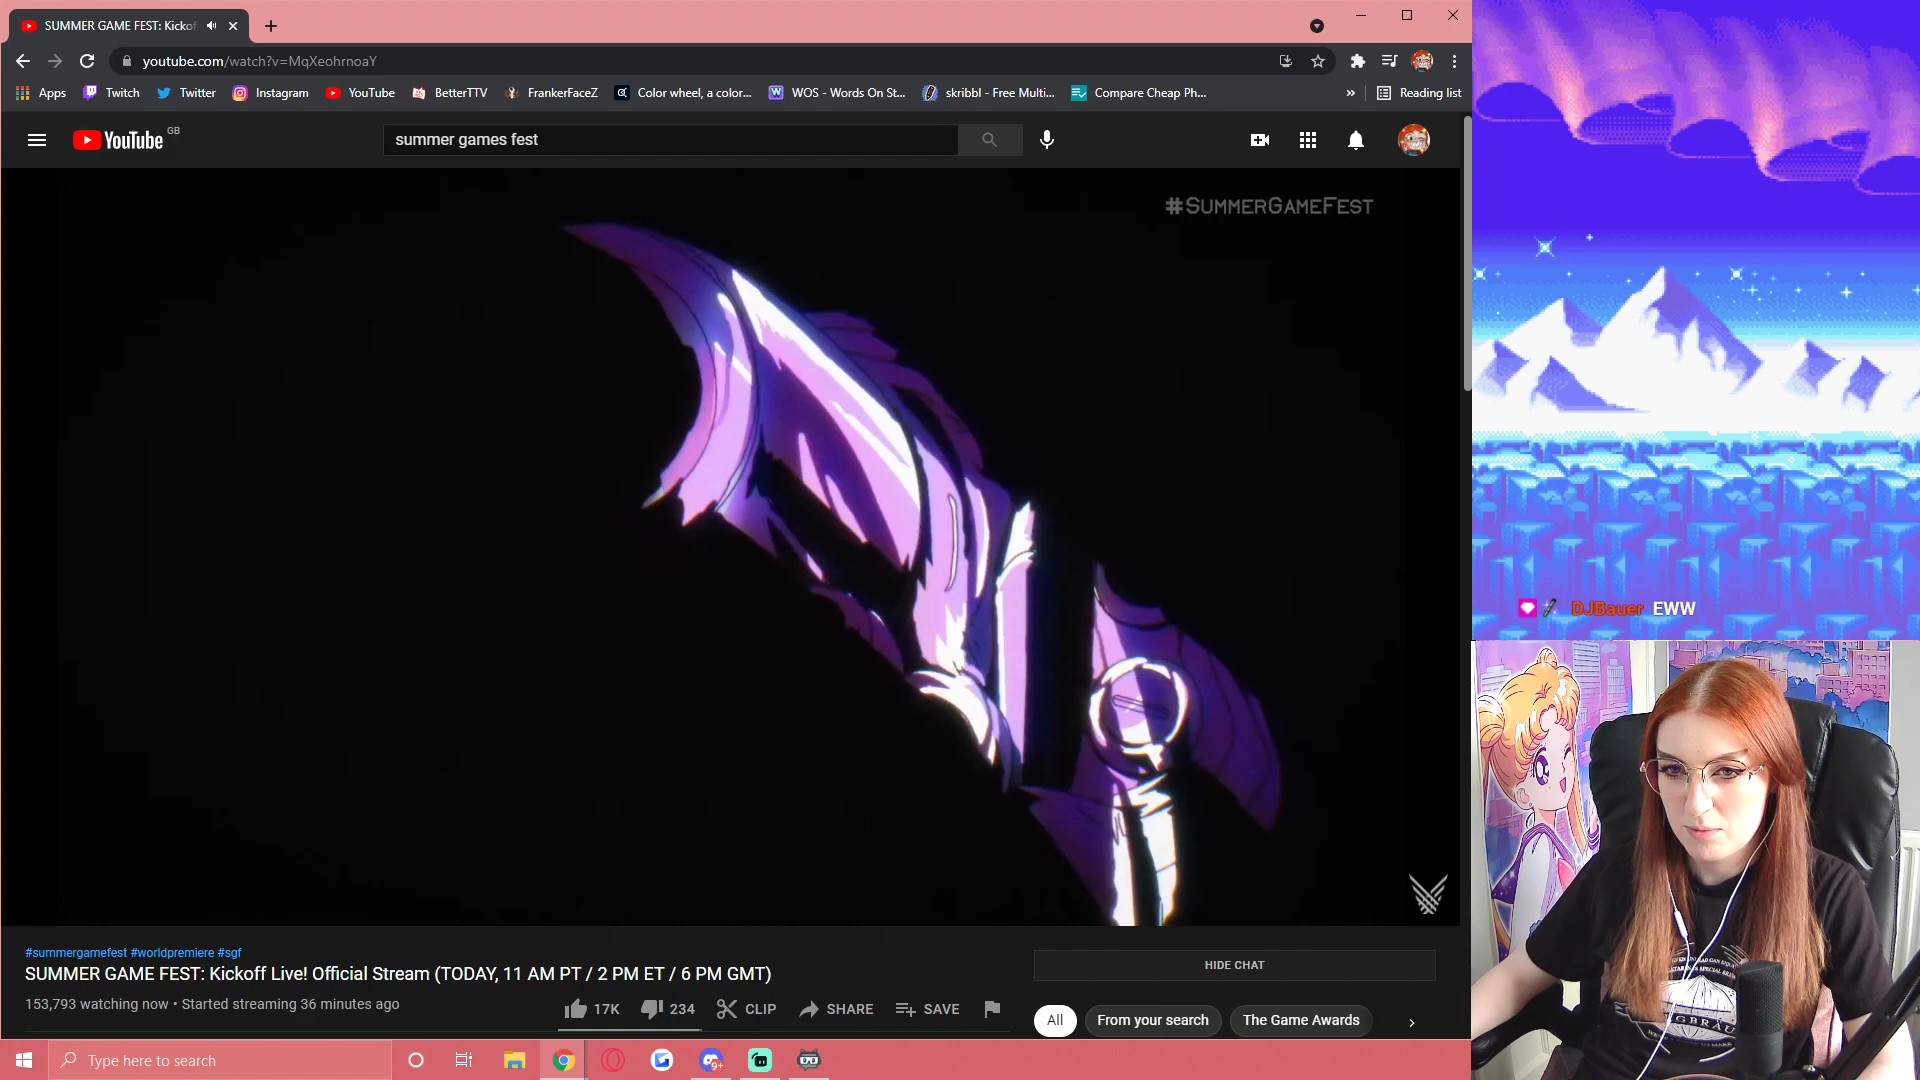 SUMMER GAME FEST: Kickof
youtube.com/watch?v=MqXeohrnoaY
Apps
Twitch
Twitter
Instagram
YouTube
BetterTTV
FrankerFaceZ
Color wheel, a color...
WOS - Words On St...
skribbl - Free Multi...
Compare Cheap Ph...
»
Reading list
YouTube GB
summer games fest
#SUMMERGAMEFEST
DJBauer EWW
#summergamefest #worldpremiere #sgf
SUMMER GAME FEST: Kickoff Live! Official Stream (TODAY, 11 AM PT / 2 PM ET / 6 PM GMT)
153,793 watching now • Started streaming 36 minutes ago
17K
234
CLIP
SHARE
SAVE
HIDE CHAT
All
From your search
The Game Awards
Type here to search
9+